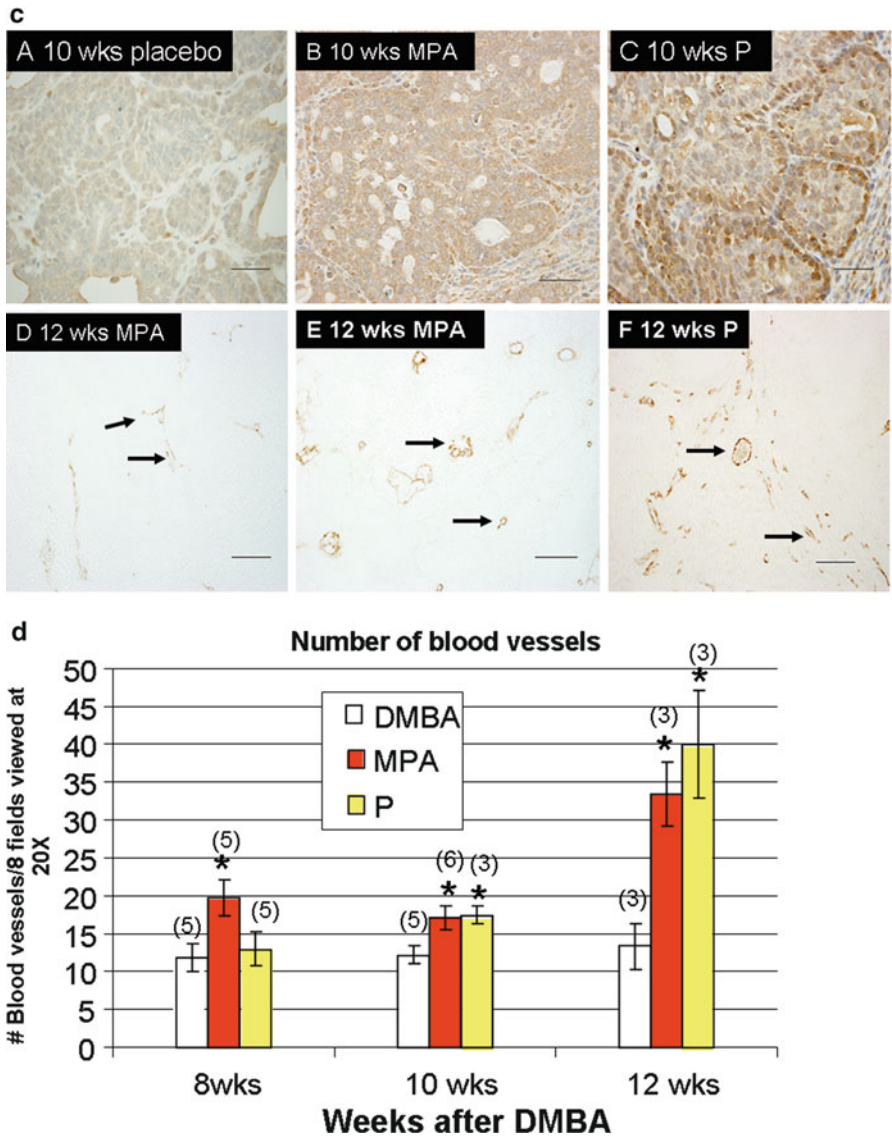 c
A 10 wks placebo
B 10 wks MPA
C 10 wks P
D 12 wks MPA
E 12 wks MPA
F 12 wks P
d
Number of blood vessels
# Blood vessels/8 fields viewed at
20X
50
45
40
35
30
25
20
15
10
5
0
DMBA
MPA
P
(5)
*
(5)
(5)
(6)
(3)
*
*
(5)
(3)
*
(3)
*
(3)
8wks
10 wks
12 wks
Weeks after DMBA